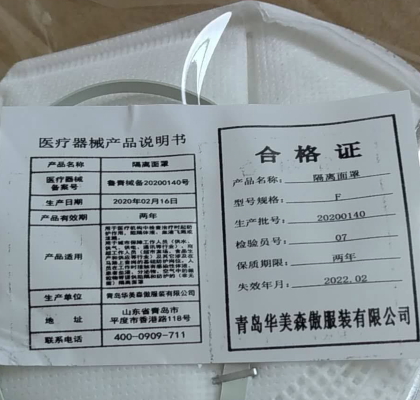 医疗器械产品说明书
产品名称 隔离面罩
医疗器械
备案号 鲁青械备20200140号
生产日期 2020年02月16日
产品有效期 两年
产品适用
生产单位 青岛华美森傲服装有限公司
地 址 山东省青岛市
平度市香港路118号
联系电话 400-0909-711
合格证
产品名称: 隔离面罩
型号规格: F
生产批号: 20200140
检验员号: 07
保质期限: 两年
失效年月: 2022.02
青岛华美森傲服装有限公司